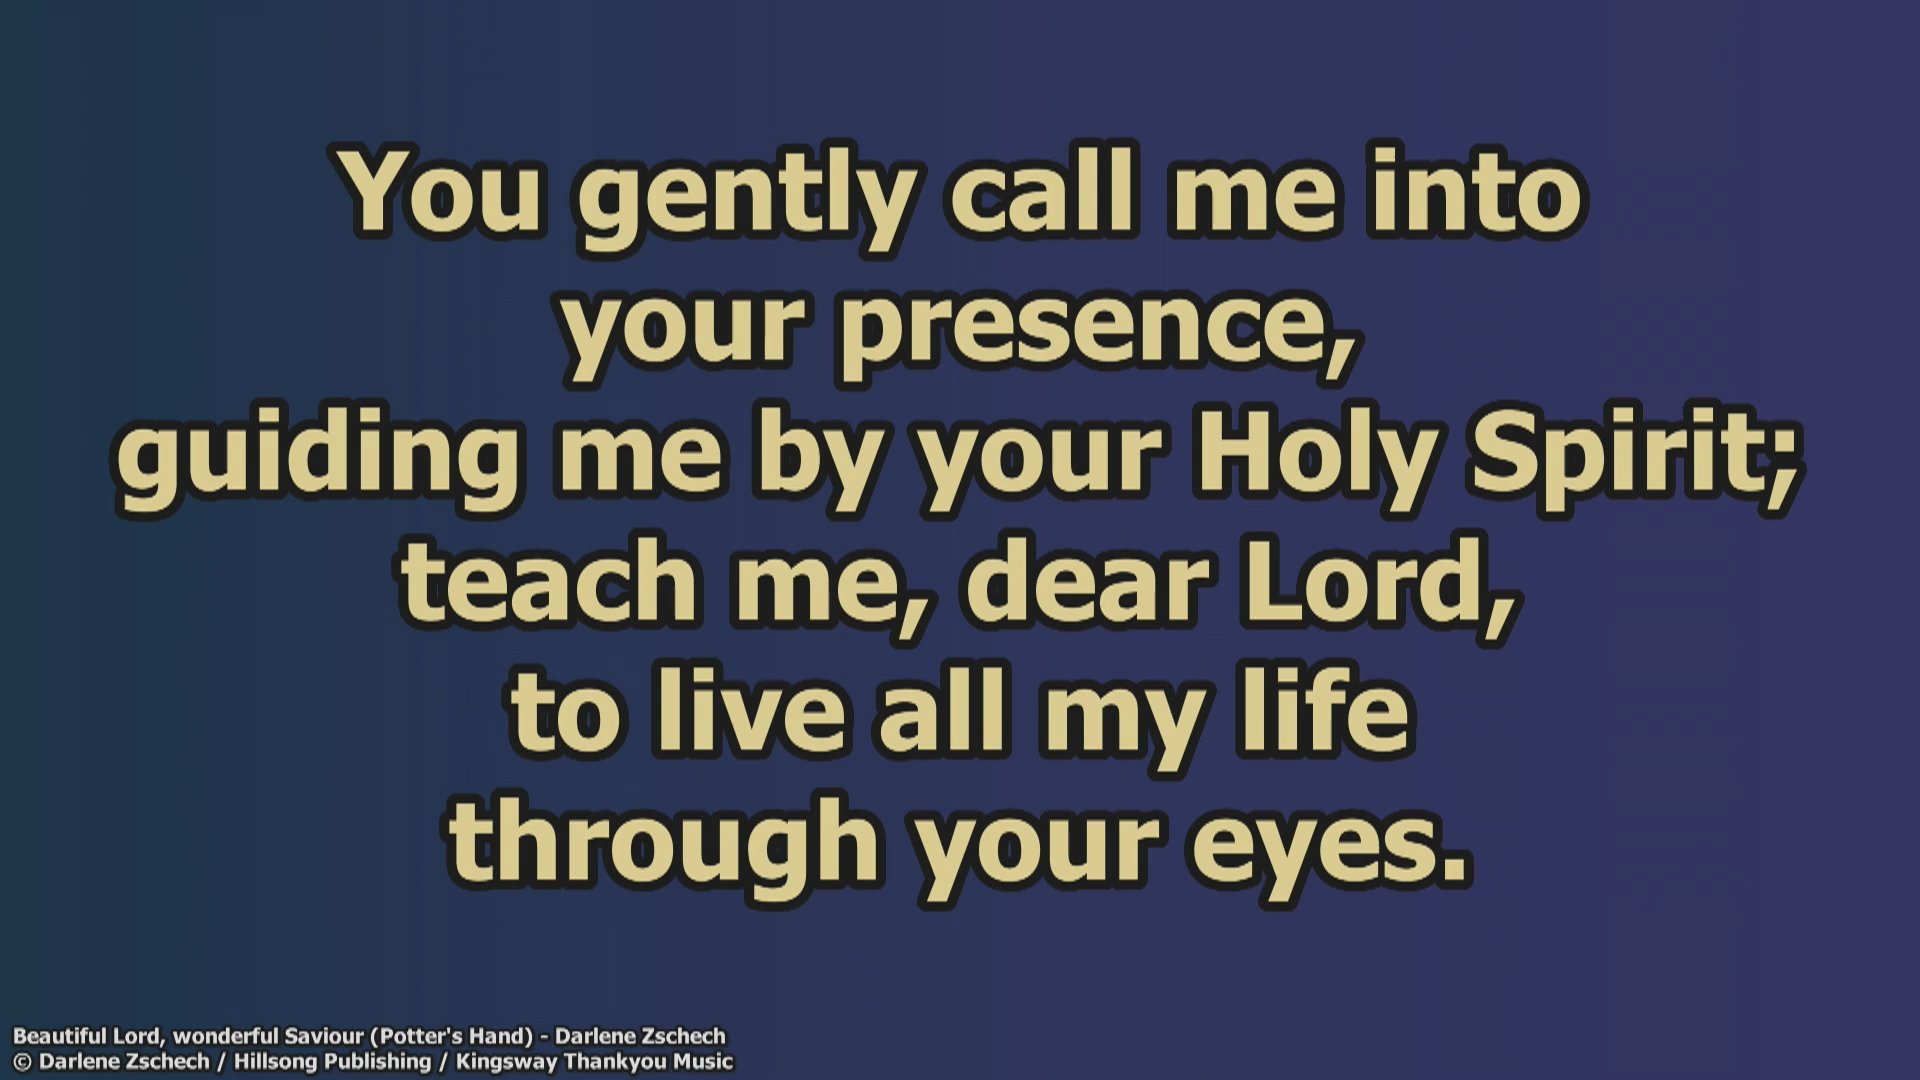 You gently call me into
your presence,
guiding me by your Holy Spirit;
teach me, dear Lord,
to live all my life
through your eyes.
Beautiful Lord, wonderful Saviour (Potter's Hand) - Darlene Zschech
© Darlene Zschech / Hillsong Publishing / Kingsway Thankyou Music